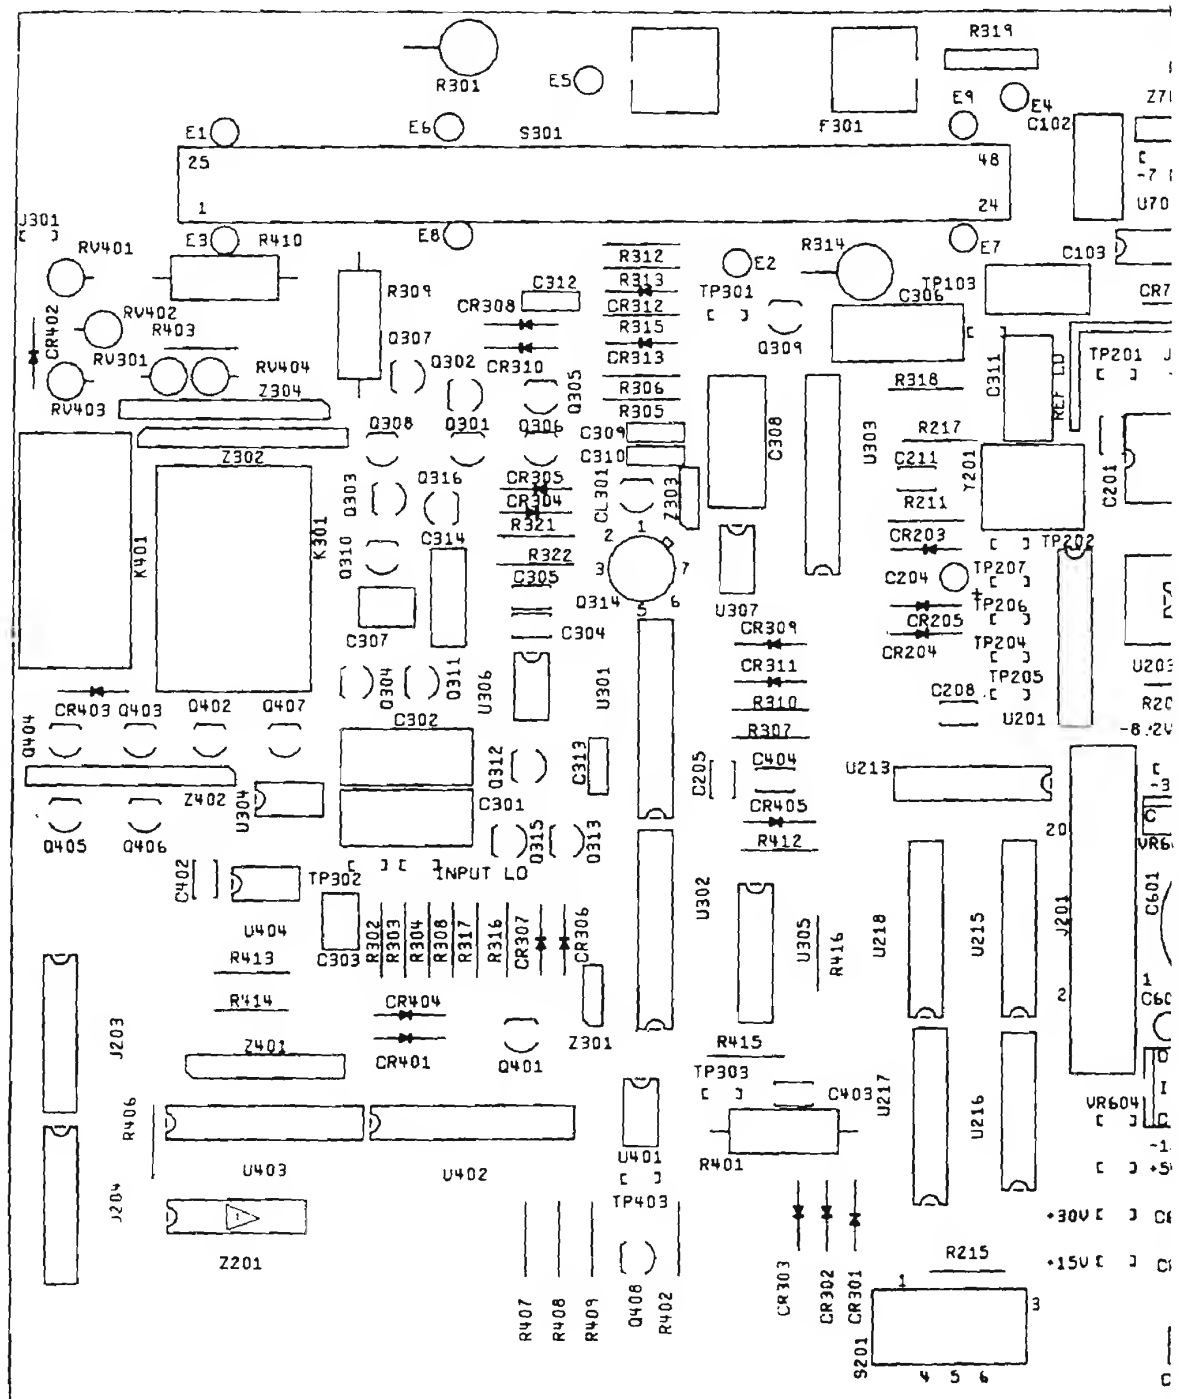 R319
R301
E5
E4
E1
E6
S301
F301
E9
C102
25
48
1
24
-7
J301
E3
R410
E8
R312
E2
R314
E7
C103
RV401
R309
C312
R313
TP301
TP103
C306
CR308
CR312
RV402
R403
CR402
Q307
R315
Q309
C311
REF LO
TP201
RV301
RV404
Q302
CR310
CR313
RV403
Z304
Q305
R306
R318
R305
Q308
Q301
Q306
C309
C308
U303
R217
Z302
C310
C211
Y201
C201
Q303
Q316
CR305
CL301
Z303
CR304
R211
K401
K301
Q310
C314
R321
2
1
CR203
TP202
R322
3
7
C204
TP207
C305
Q314
5
6
U307
+
TP206
C307
C304
CR309
CR205
TP204
CR204
Q304
Q311
U306
U301
CR311
TP205
U203
CR403
Q403
Q402
Q407
R310
C208
U201
Q404
C302
R307
-8.2V
Q312
C313
C205
C404
U213
Z402
U304
C301
CR405
20
Q405
Q406
Q315
Q313
R412
C402
TP302
INPUT LO
U302
C601
U404
C303
R302
R303
R304
R308
R317
R316
CR307
CR306
U305
R416
U218
U215
J201
R413
1
2
R414
CR404
J203
Z401
CR401
Q401
Z301
R415
TP303
R406
C403
U217
U216
VR604
U403
U402
U401
R401
J204
1
TP403
+30V
Z201
R215
+15V
R407
R408
R409
Q408
R402
CR303
CR302
CR301
1
3
S201
4 5 6